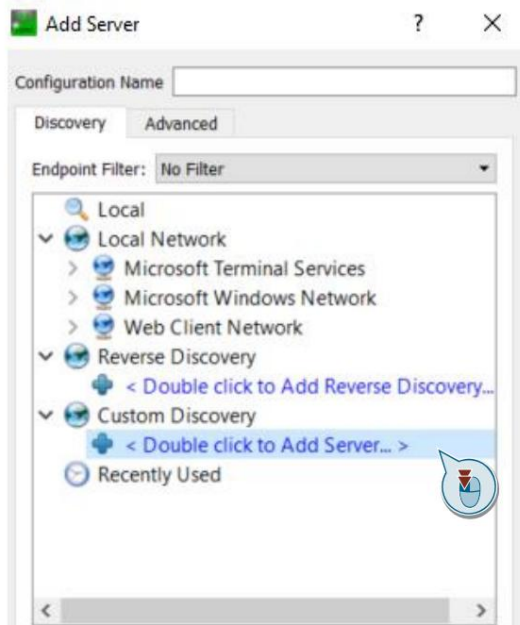 Add Server
Configuration Name
Discovery Advanced
Endpoint Filter: No Filter
Local
Local Network
Microsoft Terminal Services
Microsoft Windows Network
Web Client Network
Reverse Discovery
< Double click to Add Reverse Discovery...
Custom Discovery
< Double click to Add Server... >
Recently Used